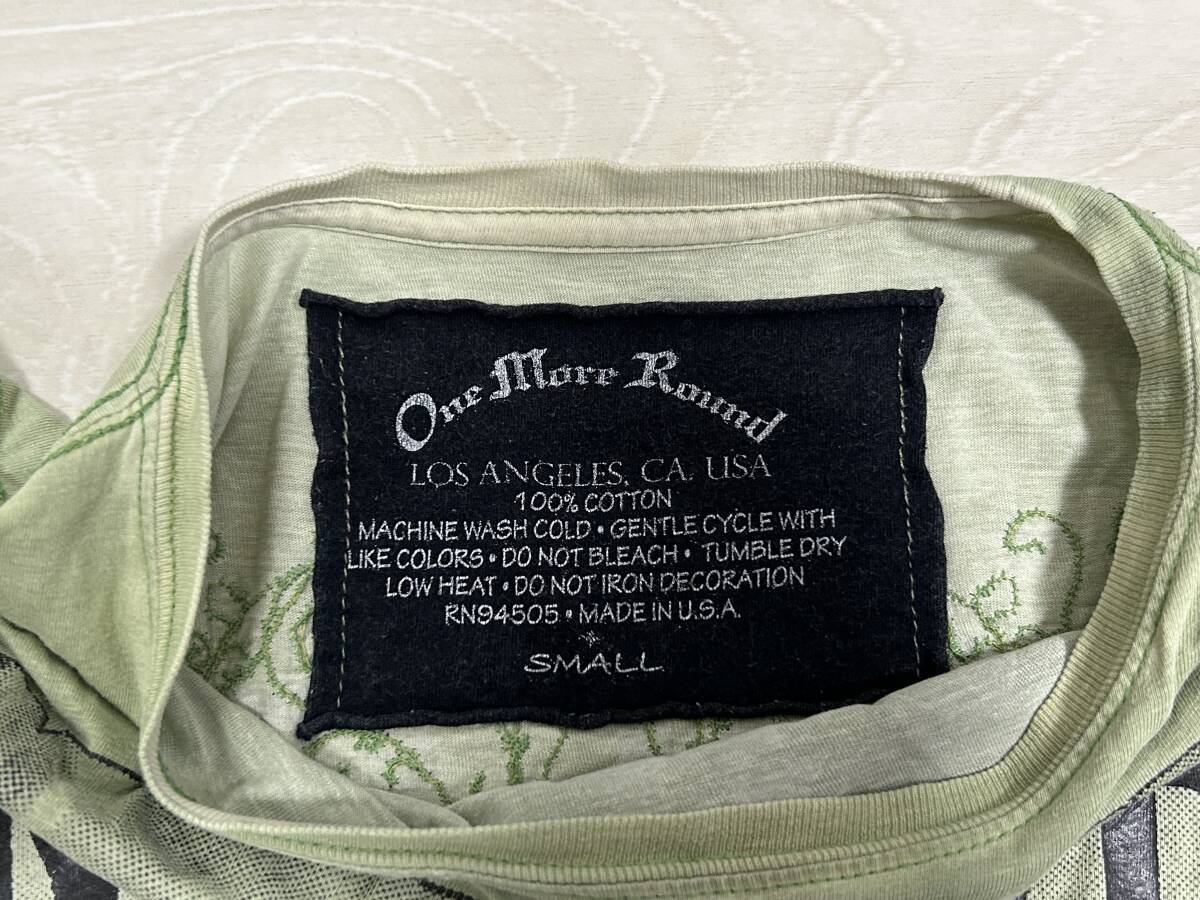 One More Round
LOS ANGELES, CA. USA
100% COTTON
MACHINE WASH COLD • GENTLE CYCLE WITH
LIKE COLORS • DO NOT BLEACH • TUMBLE DRY
LOW HEAT • DO NOT IRON DECORATION
RN94505 • MADE IN U.S.A.
SMALL